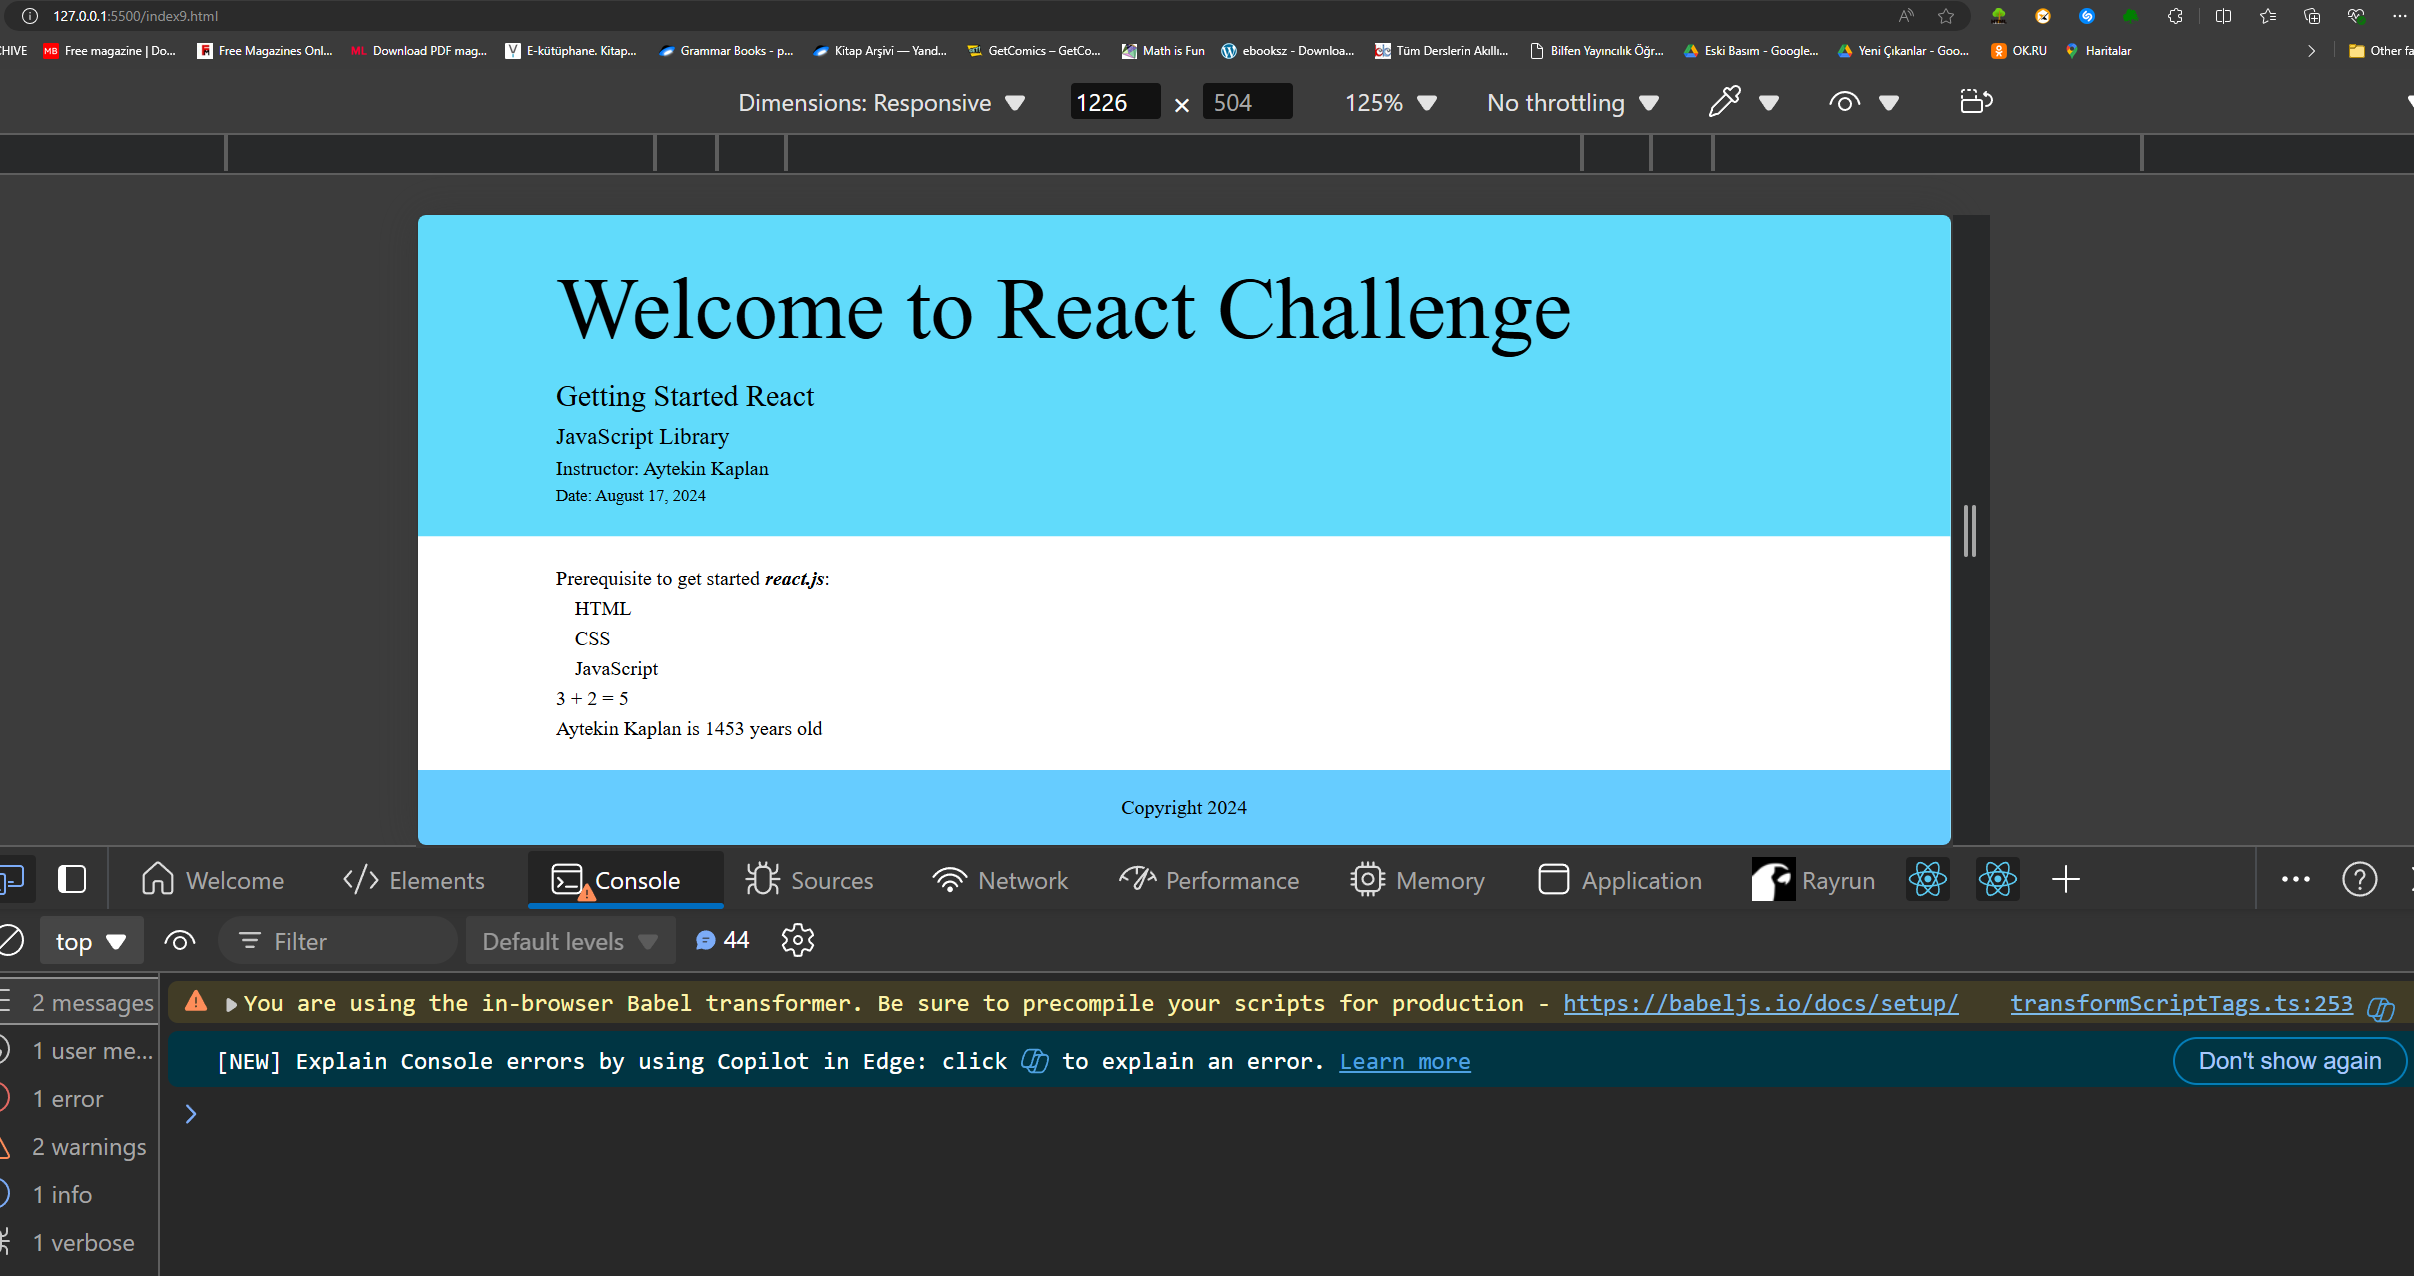 127.0.0.1:5500/index9.html
CHIVE MB Free magazine | Do... Free Magazines Onl... ML Download PDF mag... E-kütüphane. Kitap... Grammar Books - p... Kitap Arşivi — Yand... GetComics – GetCo... Math is Fun ebooksz - Downloa... Tüm Derslerin Akıllı... Bilfen Yayıncılık Öğr... Eski Basım - Google... Yeni Çıkanlar - Goo... OK.RU Haritalar Other fa
Dimensions: Responsive 1226 × 504 125% No throttling
Welcome to React Challenge
Getting Started React
JavaScript Library
Instructor: Aytekin Kaplan
Date: August 17, 2024
Prerequisite to get started react.js:
HTML
CSS
JavaScript
3 + 2 = 5
Aytekin Kaplan is 1453 years old
Copyright 2024
Welcome Elements Console Sources Network Performance Memory Application Rayrun
top Filter Default levels 44
2 messages
1 user me...
1 error
2 warnings
1 info
1 verbose
You are using the in-browser Babel transformer. Be sure to precompile your scripts for production - https://babeljs.io/docs/setup/ transformScriptTags.ts:253
[NEW] Explain Console errors by using Copilot in Edge: click to explain an error. Learn more Don't show again